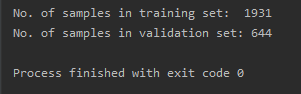 No. of samples in training set:  1931
No. of samples in validation set: 644
Process finished with exit code 0